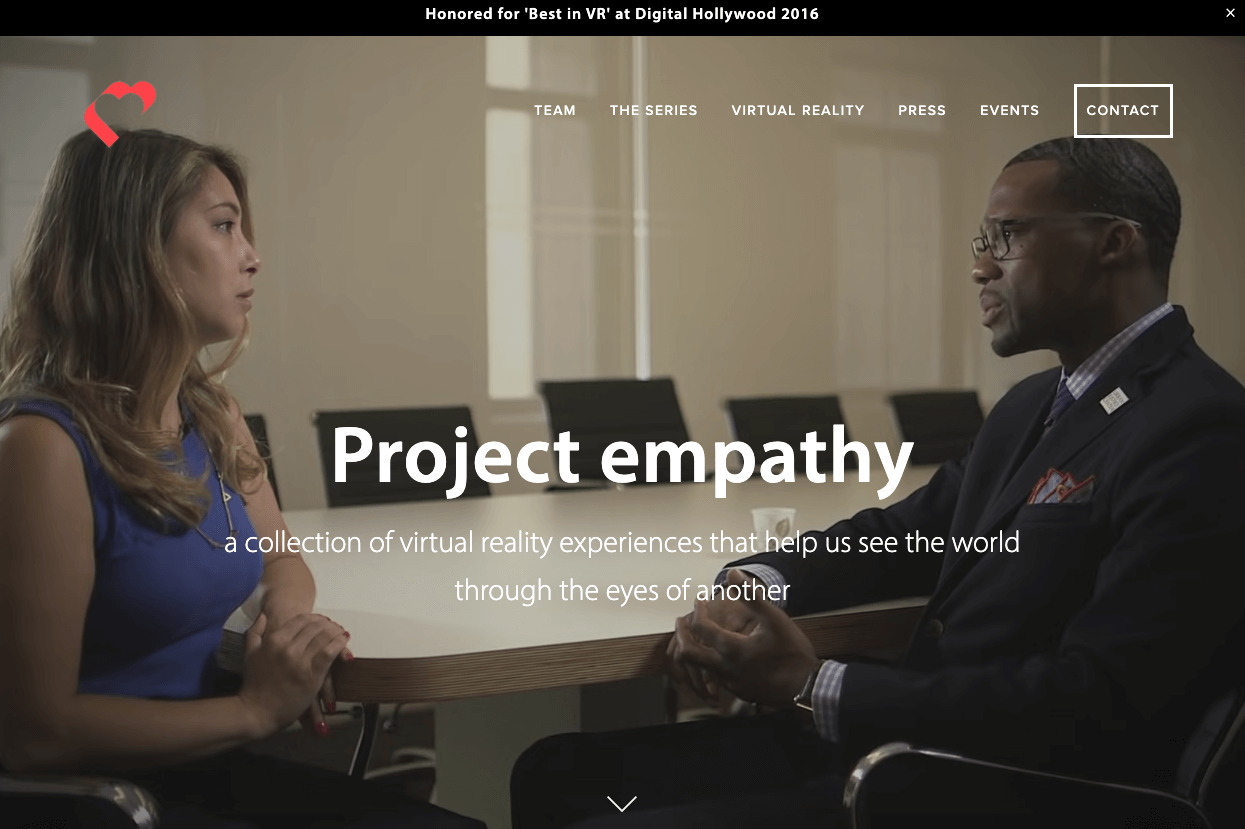 Honored for 'Best in VR' at Digital Hollywood 2016
TEAM THE SERIES VIRTUAL REALITY PRESS EVENTS CONTACT
Project empathy
a collection of virtual reality experiences that help us see the world
through the eyes of another